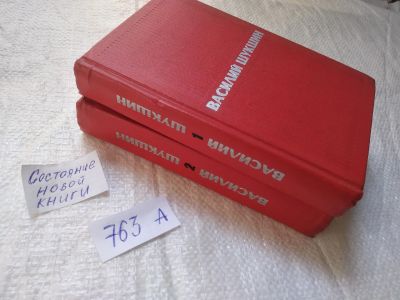 ВАСИЛИЙ ШУКШИН
ВАСИЛИЙ 1 ШУКШИН
ВАСИЛИЙ 2 ШУКШИН
Состояние
новой
книги
763 А